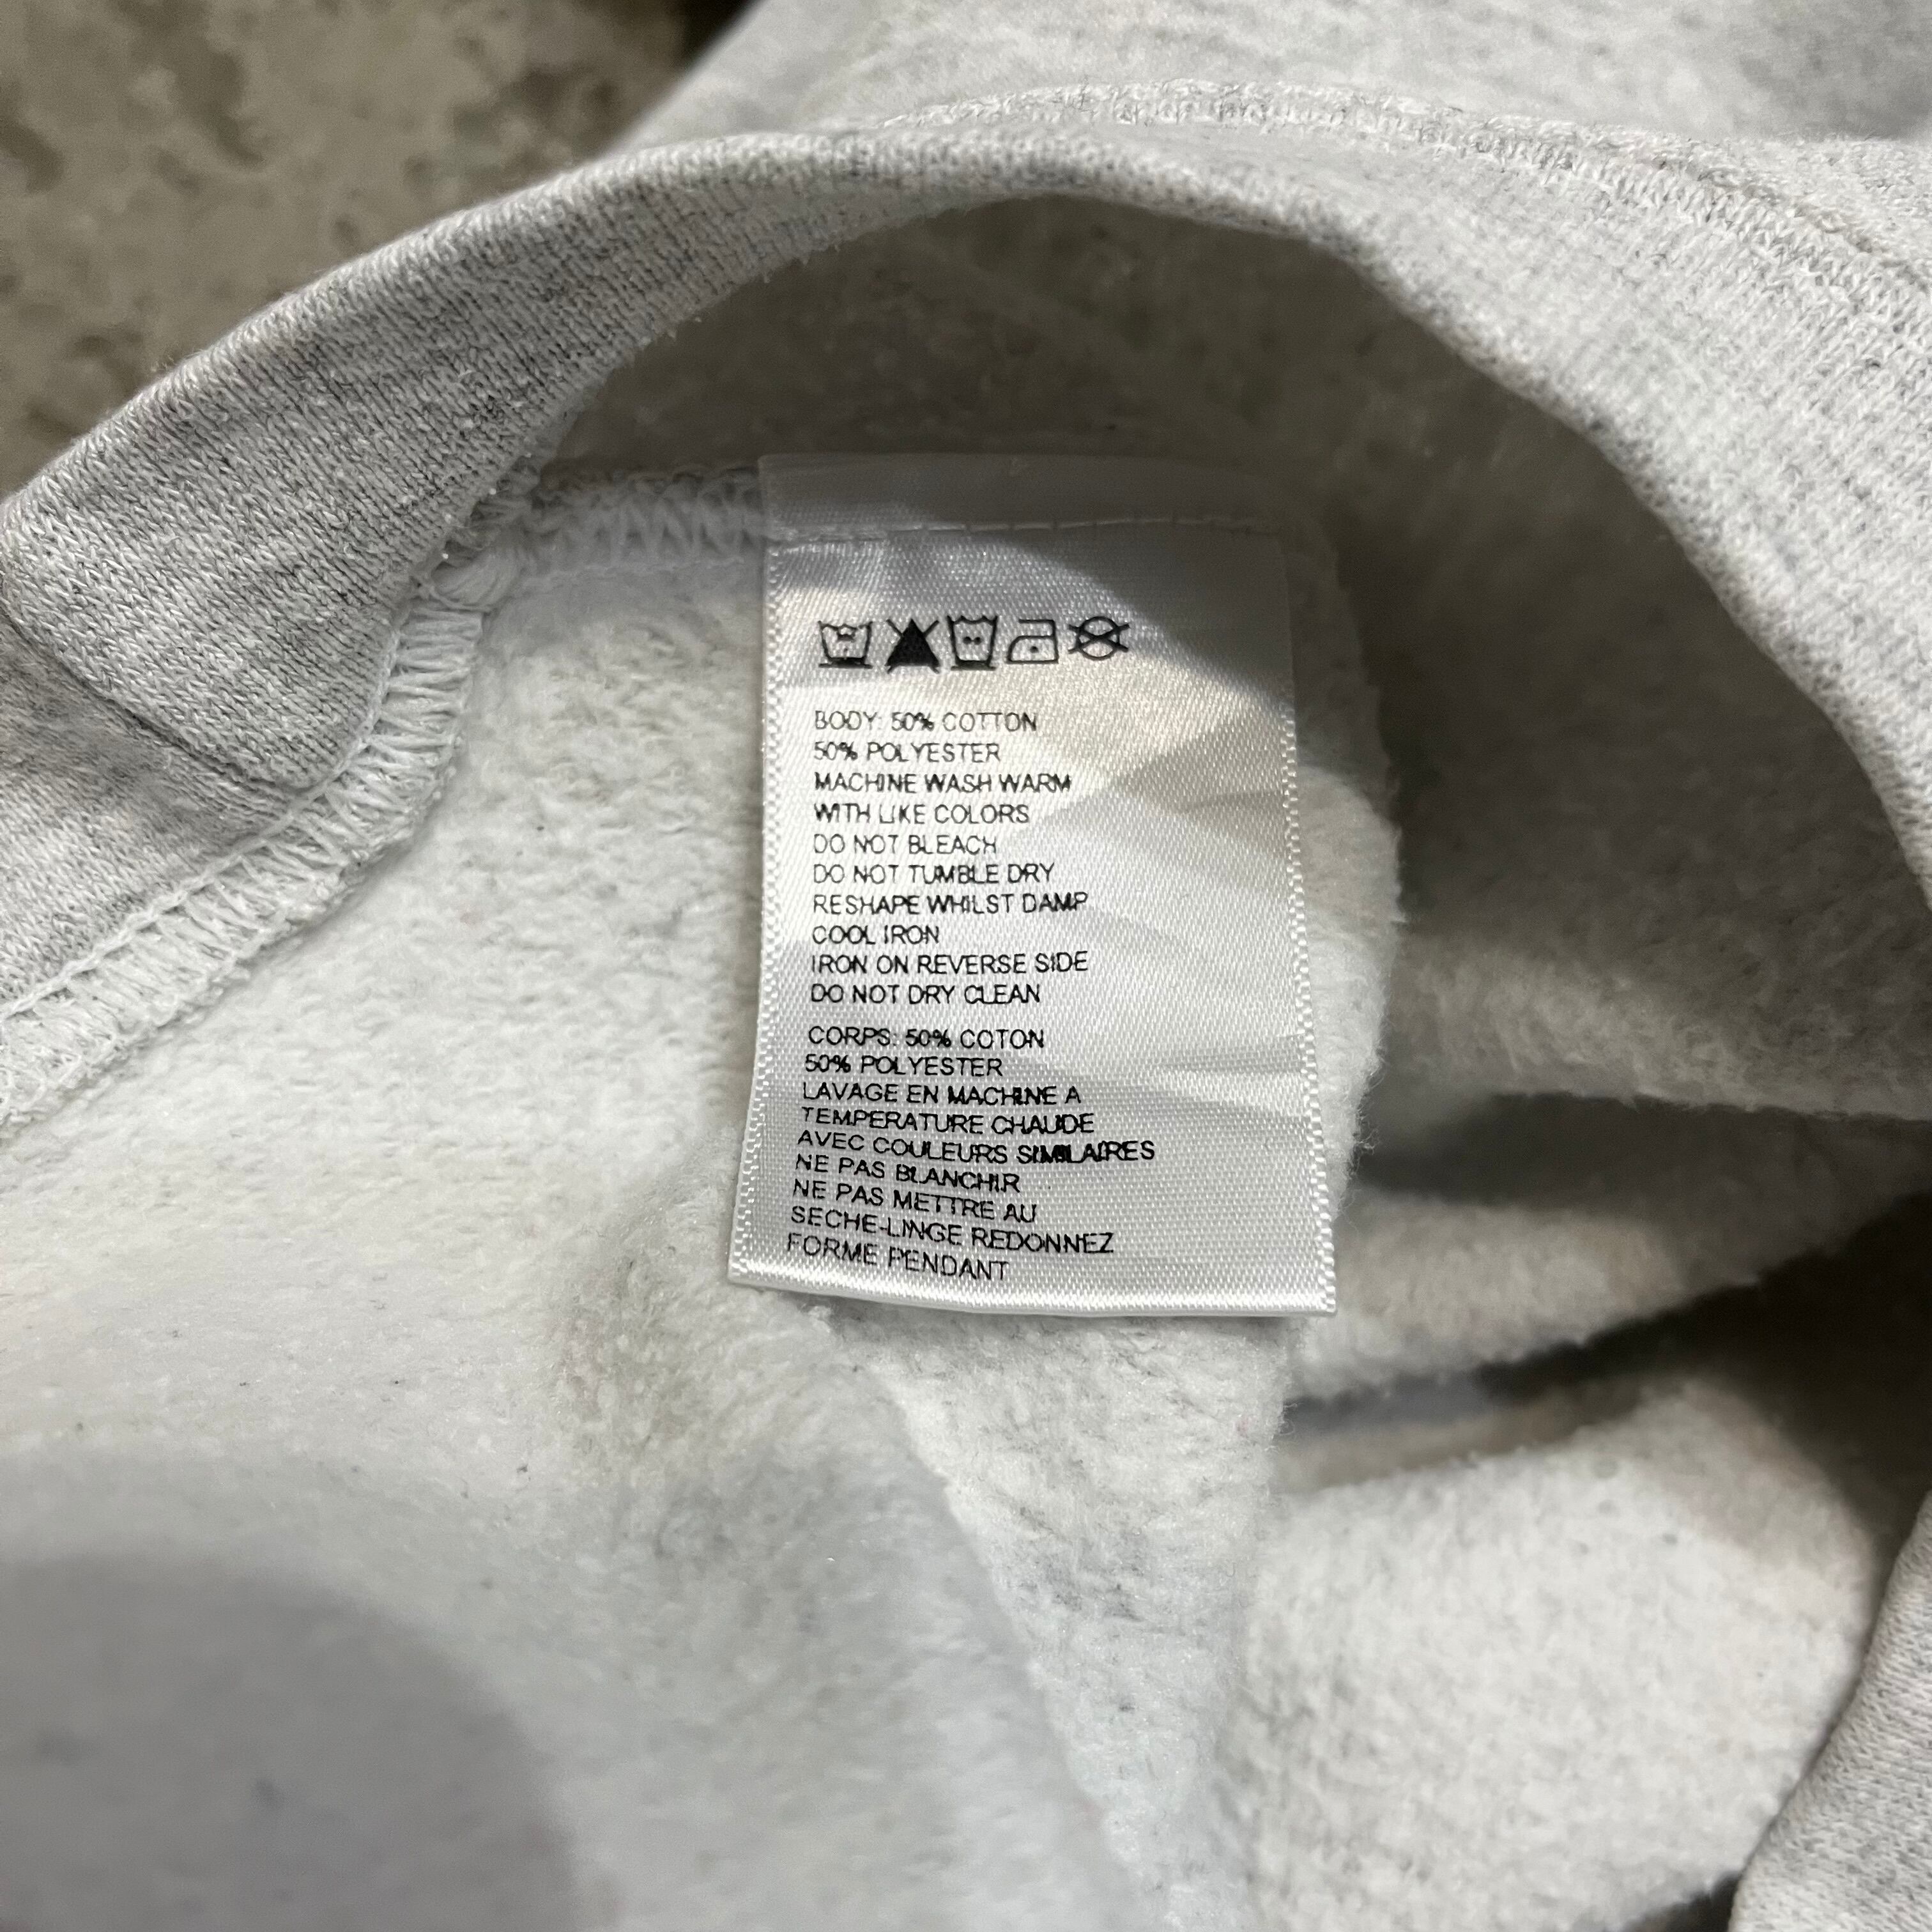 BODY: 50% COTTON
50% POLYESTER
MACHINE WASH WARM
WITH LIKE COLORS
DO NOT BLEACH
DO NOT TUMBLE DRY
RESHAPE WHILST DAMP
COOL IRON
IRON ON REVERSE SIDE
DO NOT DRY CLEAN
CORPS: 50% COTON
50% POLYESTER
LAVAGE EN MACHINE A
TEMPERATURE CHAUDE
AVEC COULEURS SIMILAIRES
NE PAS BLANCHIR
NE PAS METTRE AU
SECHE-LINGE REDONNEZ
FORME PENDANT